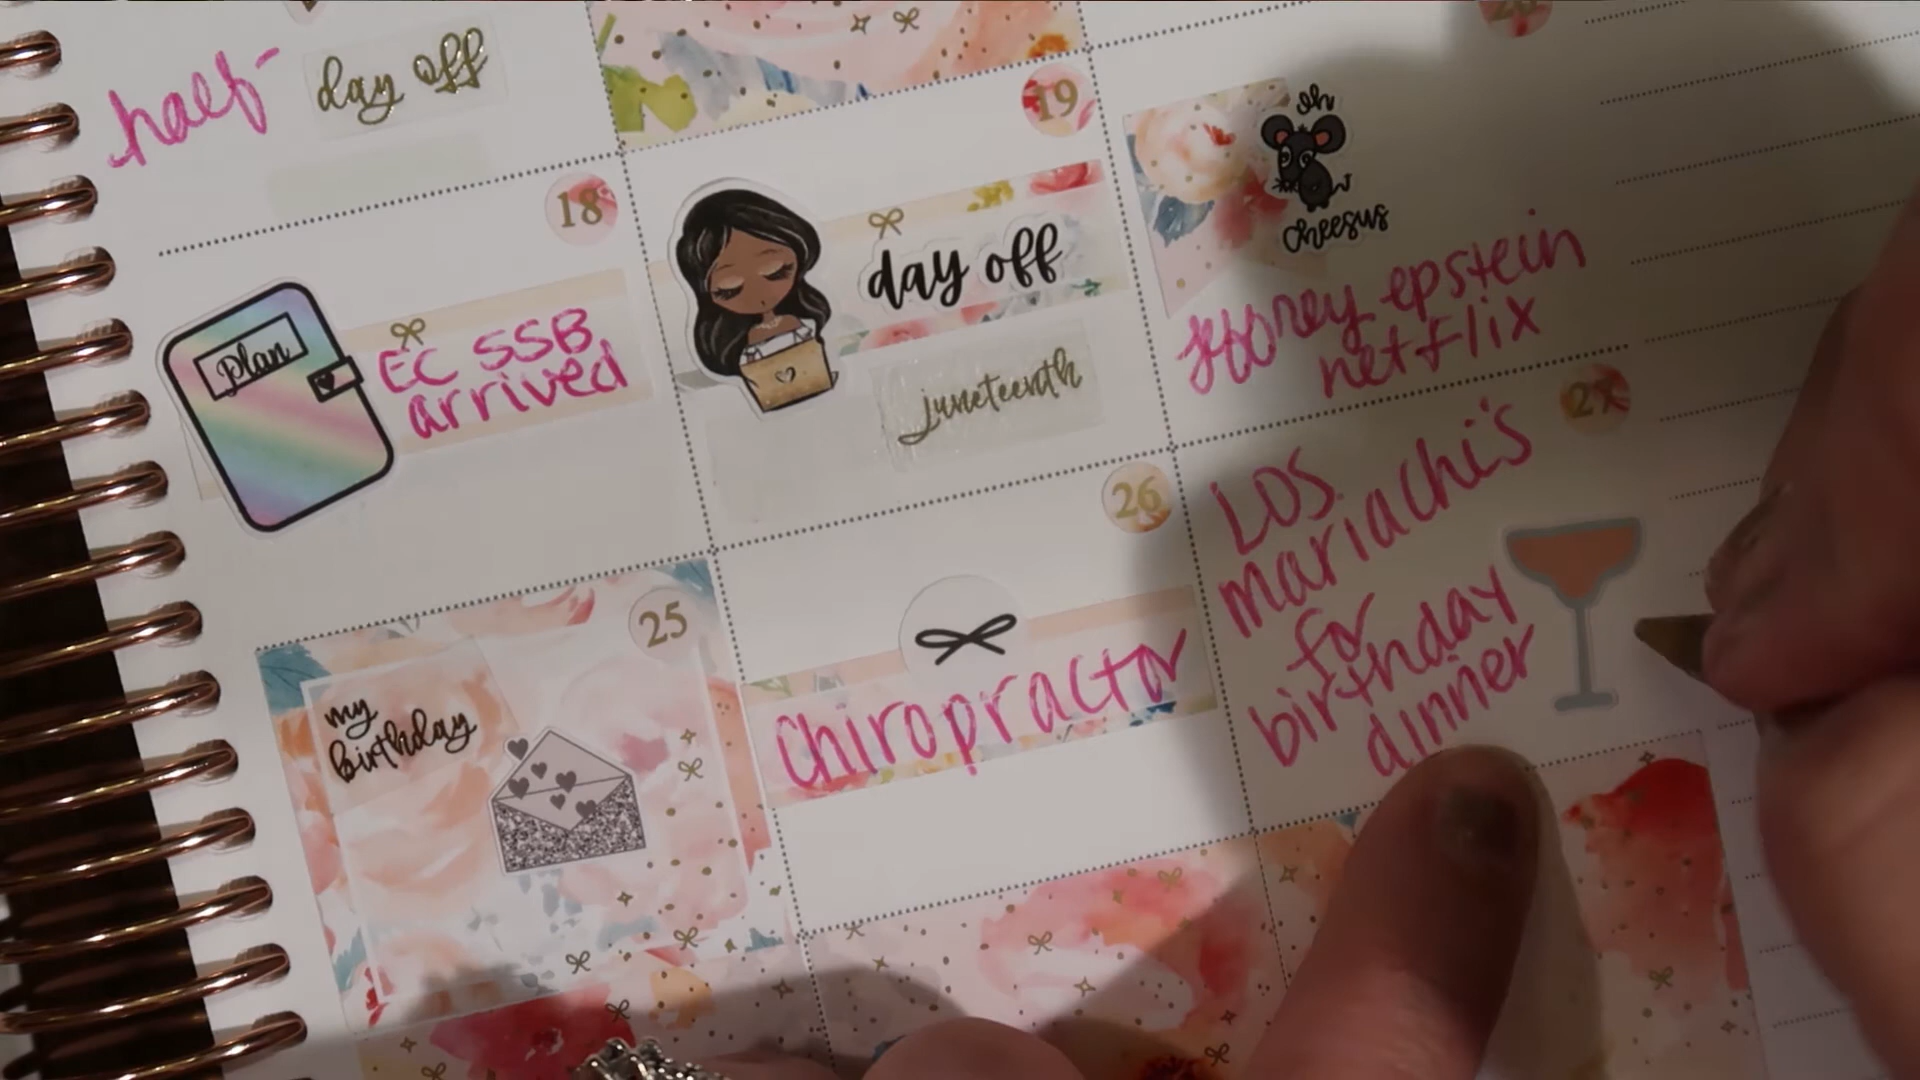 half-
day off
18
plan
EC SSB
arrived
19
day off
juneteenth
20
oh
cheesus
epstein
netflix
25
my
birthday
26
Chiropractor
27
LOS
mariachi's
for
birthday
dinner